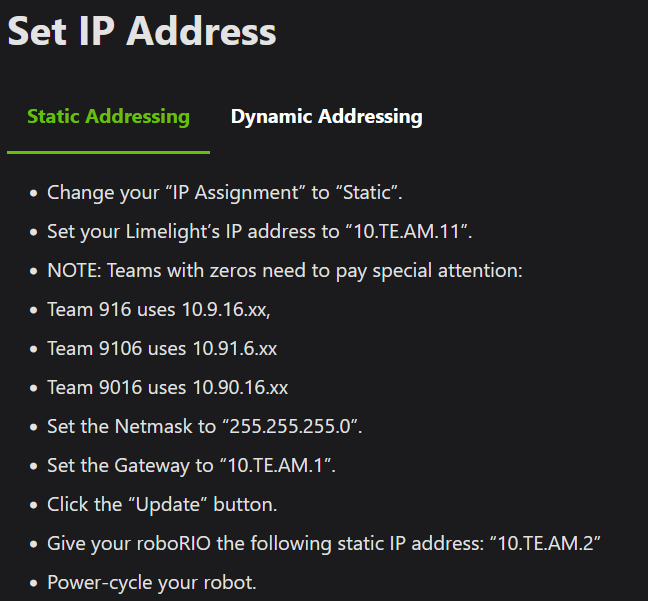 Set IP Address
Static Addressing Dynamic Addressing
• Change your “IP Assignment” to “Static”.
• Set your Limelight’s IP address to “10.TE.AM.11”.
• NOTE: Teams with zeros need to pay special attention:
• Team 916 uses 10.9.16.xx,
• Team 9106 uses 10.91.6.xx
• Team 9016 uses 10.90.16.xx
• Set the Netmask to “255.255.255.0”.
• Set the Gateway to “10.TE.AM.1”.
• Click the “Update” button.
• Give your roboRIO the following static IP address: “10.TE.AM.2”
• Power-cycle your robot.